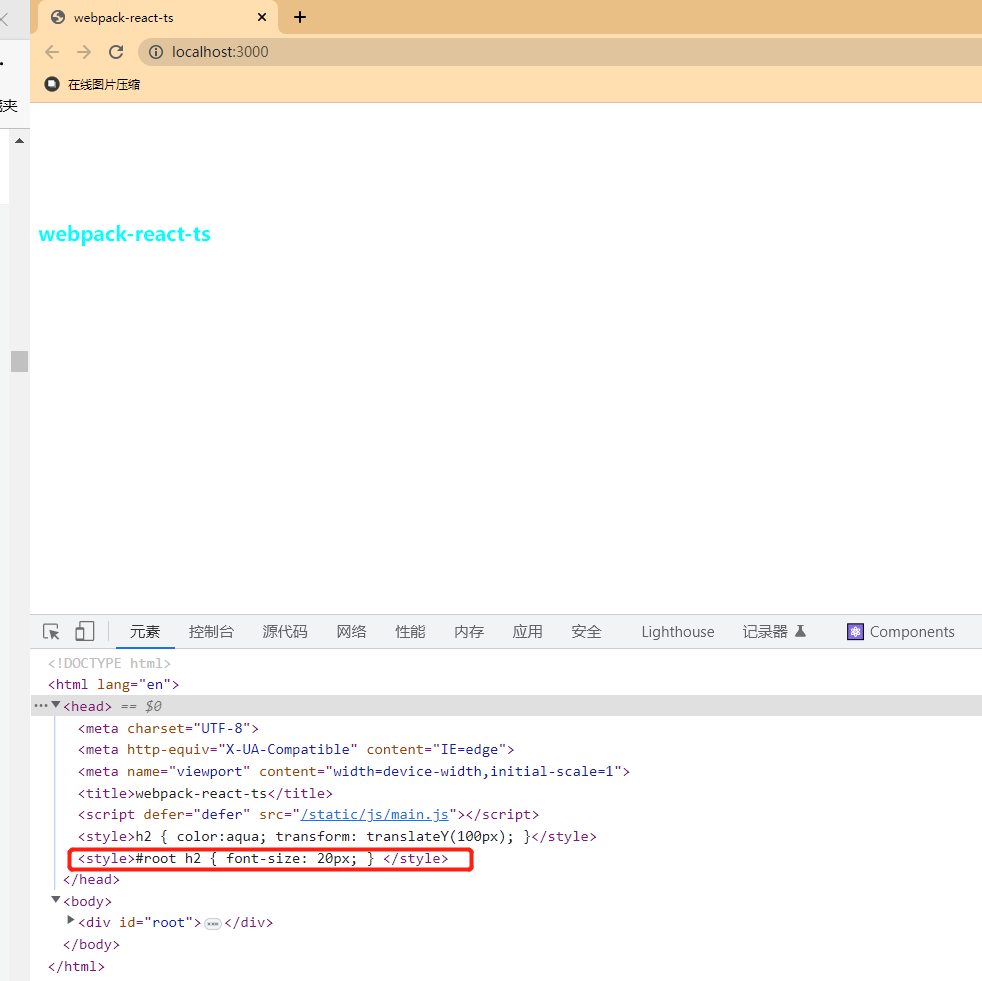 webpack-react-ts
localhost:3000
在线图片压缩
夹
webpack-react-ts
元素 控制台 源代码 网络 性能 内存 应用 安全 Lighthouse 记录器 Components
<!DOCTYPE html>
<html lang="en">
<head> == $0
<meta charset="UTF-8">
<meta http-equiv="X-UA-Compatible" content="IE=edge">
<meta name="viewport" content="width=device-width,initial-scale=1">
<title>webpack-react-ts</title>
<script defer="defer" src="/static/js/main.js"></script>
<style>h2 { color:aqua; transform: translateY(100px); }</style>
<style>#root h2 { font-size: 20px; } </style>
</head>
<body>
<div id="root">…</div>
</body>
</html>